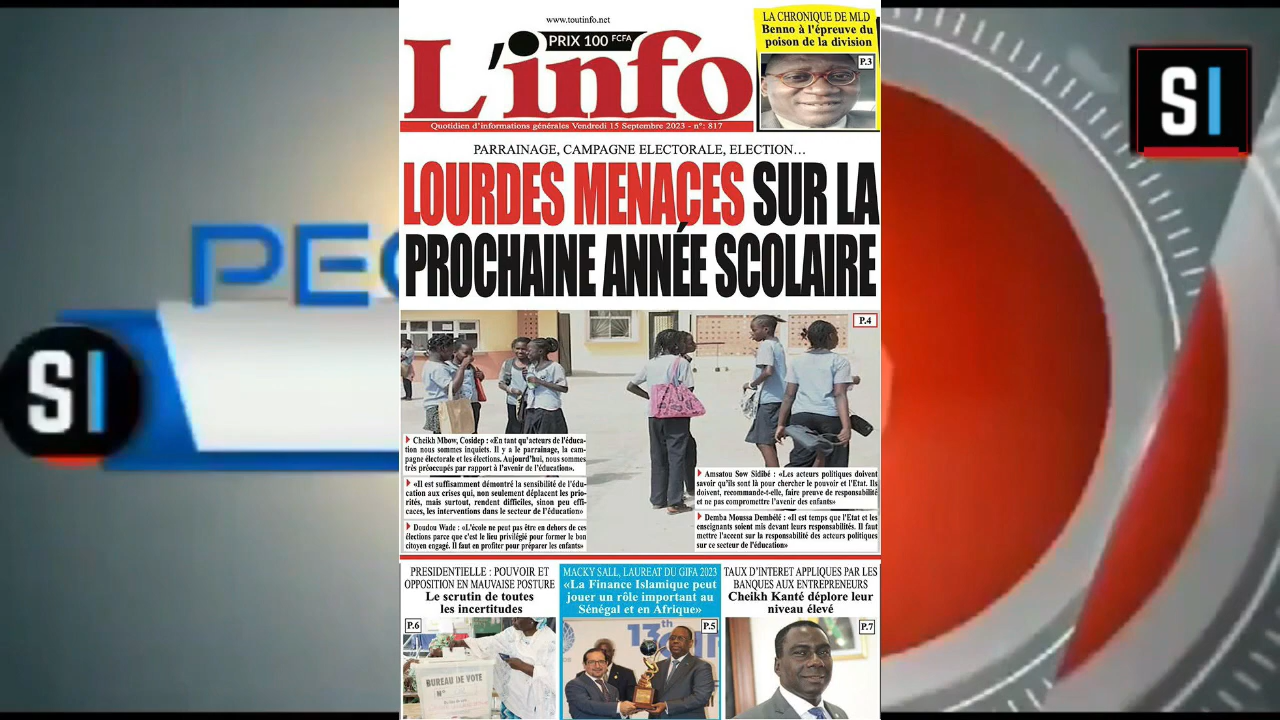 www.toutinfo.net
PRIX 100 FCFA
L'info
Quotidien d'informations générales Vendredi 15 Septembre 2023 - n°: 817
LA CHRONIQUE DE MLD
Benno à l'épreuve du
poison de la division
P.3
SI
PARRAINAGE, CAMPAGNE ELECTORALE, ELECTION…
LOURDES MENACES SUR LA
PROCHAINE ANNÉE SCOLAIRE
P.4
SI
Cheikh Mbow, Cosidep : «En tant qu'acteurs de l'éduca-
tion nous sommes inquiets. Il y a le parrainage, la cam-
pagne électorale et les élections. Aujourd'hui, nous sommes
très préoccupés par rapport à l'avenir de l'éducation».
«Il est suffisamment démontré la sensibilité de l'édu-
cation aux crises qui, non seulement déplacent les prio-
rités, mais surtout, rendent difficiles, sinon peu effi-
caces, les interventions dans le secteur de l'éducation»
Doudou Wade : «L'école ne peut pas être en dehors de ces
élections parce que c'est le lieu privilégié pour former le bon
citoyen engagé. Il faut en profiter pour préparer les enfants»
Amsatou Sow Sidibé : «Les acteurs politiques doivent
savoir qu'ils sont là pour chercher le pouvoir et l'Etat. Ils
doivent, recommande-t-elle, faire preuve de responsabilité
et ne pas compromettre l'avenir des enfants»
Demba Moussa Dembélé : «Il est temps que l'Etat et les
enseignants soient mis devant leurs responsabilités. Il faut
mettre l'accent sur la responsabilité des acteurs politiques
sur ce secteur de l'éducation»
PRESIDENTIELLE : POUVOIR ET
OPPOSITION EN MAUVAISE POSTURE
Le scrutin de toutes
les incertitudes
P.6
BUREAU DE VOTE
N°
MACKY SALL, LAUREAT DU GIFA 2023
«La Finance Islamique peut
jouer un rôle important au
Sénégal et en Afrique»
P.5
13th
TAUX D'INTERET APPLIQUES PAR LES
BANQUES AUX ENTREPRENEURS
Cheikh Kanté déplore leur
niveau élevé
P.7